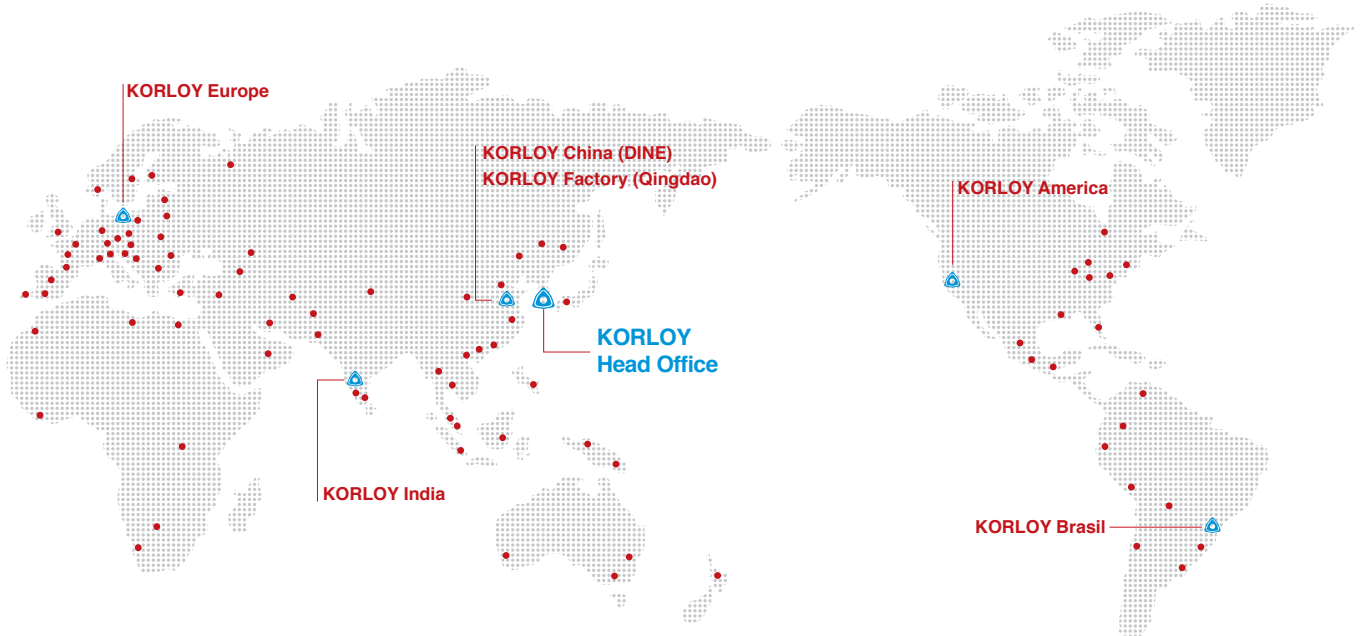 KORLOY Europe
KORLOY China (DINE)
KORLOY Factory (Qingdao)
KORLOY America
KORLOY
Head Office
KORLOY India
KORLOY Brasil